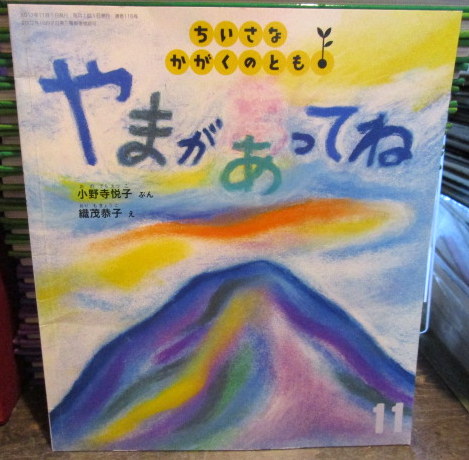 ちいさな
かがくのとも
やまがあってね
小野寺悦子 ぶん
織茂恭子 え
11